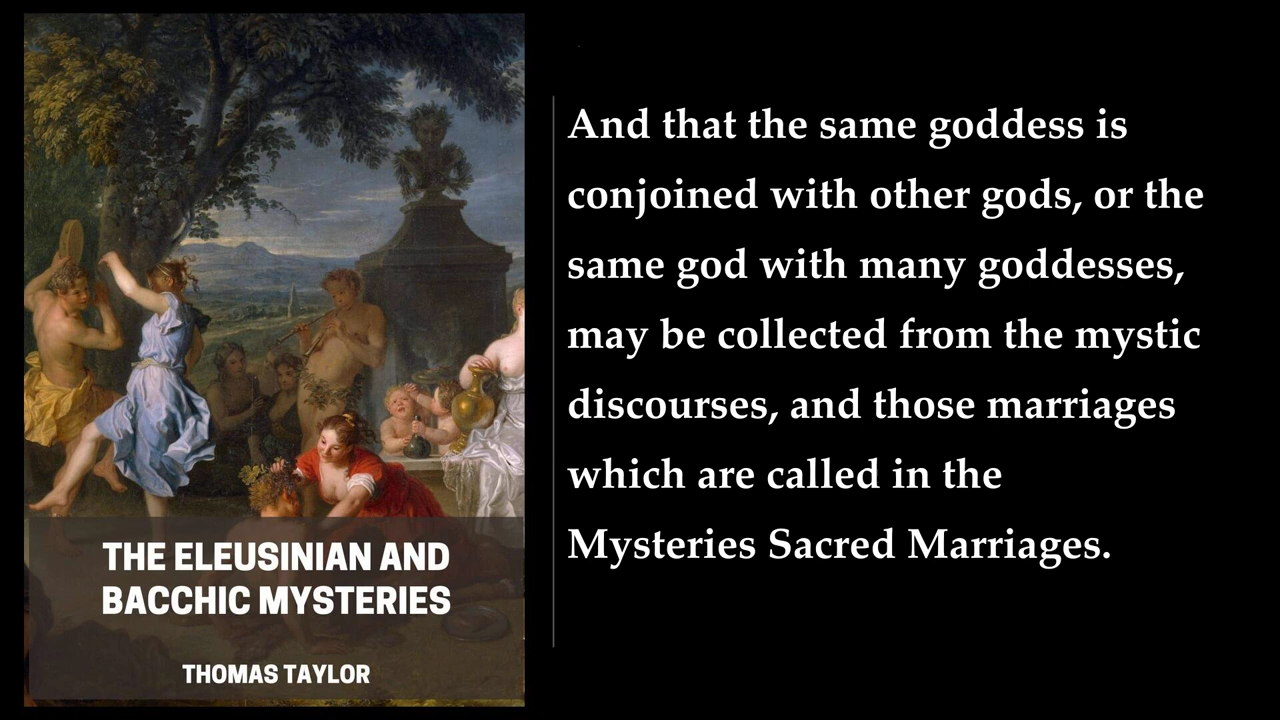 THE ELEUSINIAN AND
BACCHIC MYSTERIES
THOMAS TAYLOR
And that the same goddess is
conjoined with other gods, or the
same god with many goddesses,
may be collected from the mystic
discourses, and those marriages
which are called in the
Mysteries Sacred Marriages.